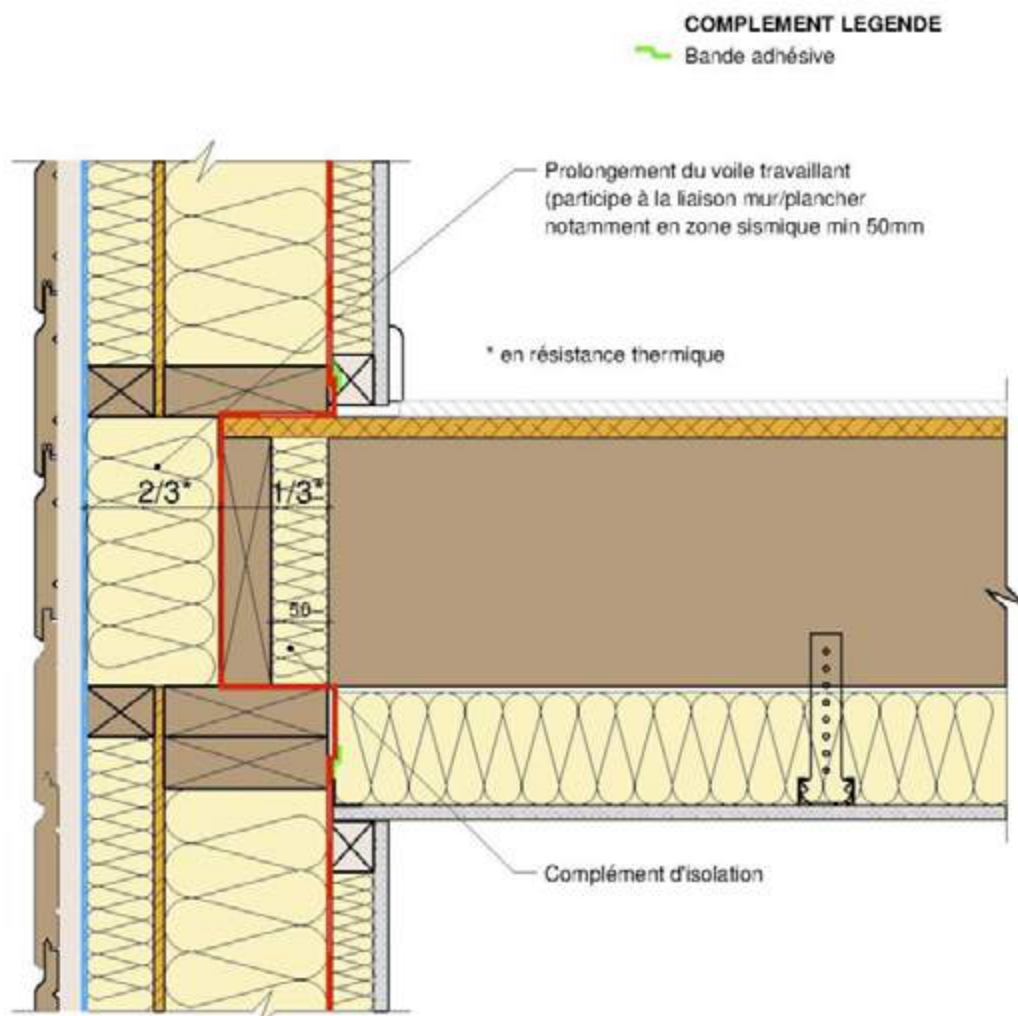 COMPLEMENT LEGENDE
Bande adhésive
Prolongement du voile travaillant
(participe à la liaison mur/plancher
notamment en zone sismique min 50mm
* en résistance thermique
2/3*
1/3*
50
Complément d'isolation